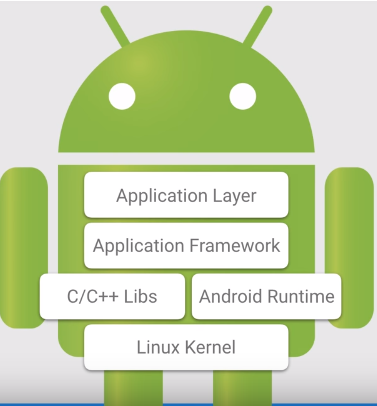 Application Layer
Application Framework
C/C++ Libs
Android Runtime
Linux Kernel